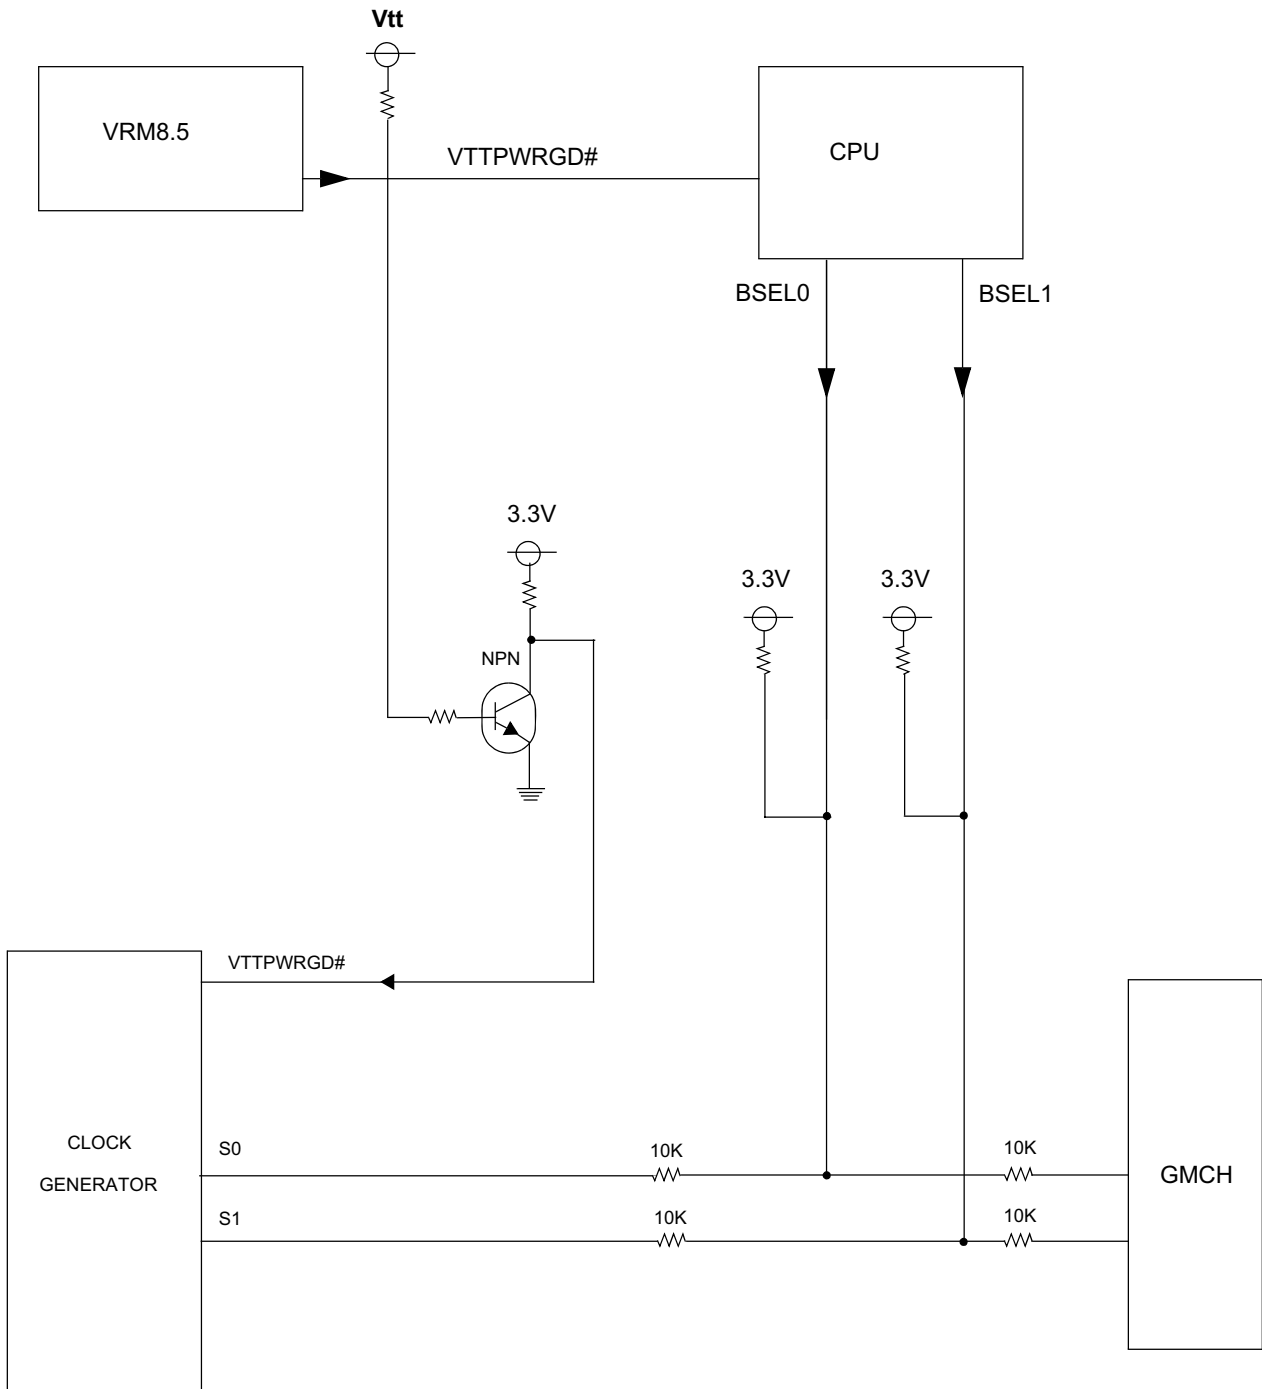 Vtt
VRM8.5
VTTPWRGD#
CPU
BSEL0
BSEL1
3.3V
3.3V
3.3V
NPN
VTTPWRGD#
CLOCK
GENERATOR
S0
10K
10K
GMCH
S1
10K
10K